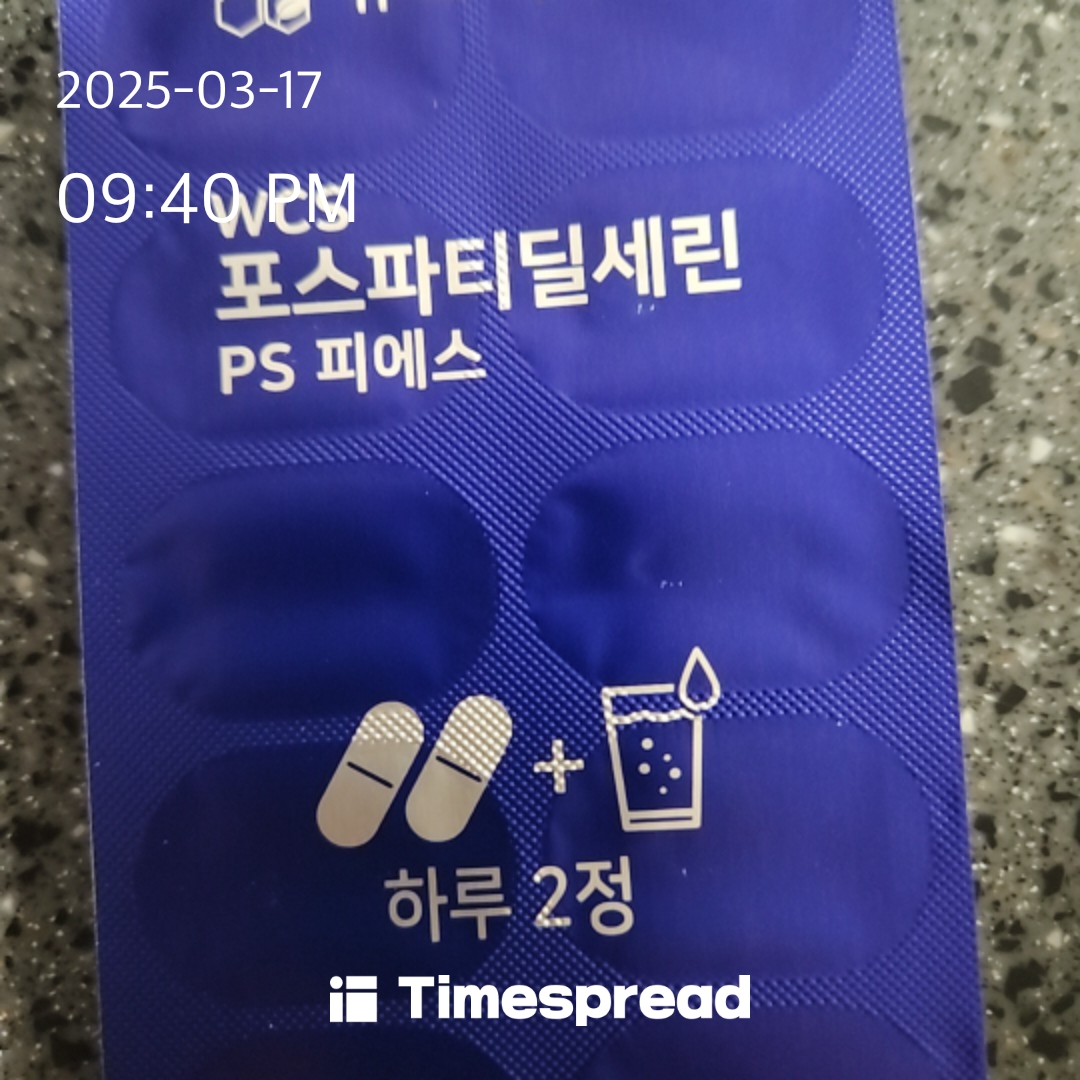 2025-03-17
09:40 PM
WCS
포스파티딜세린
PS 피에스
하루 2정
Timespread